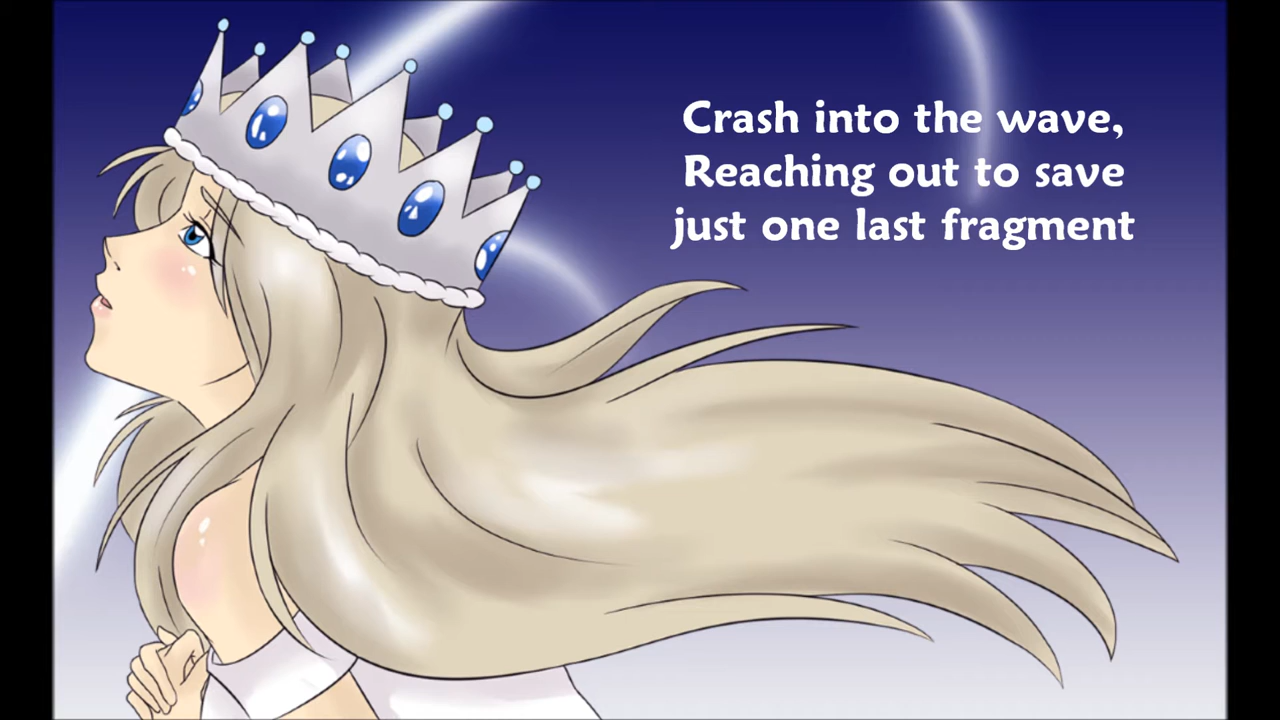 Crash into the wave,
Reaching out to save
just one last fragment